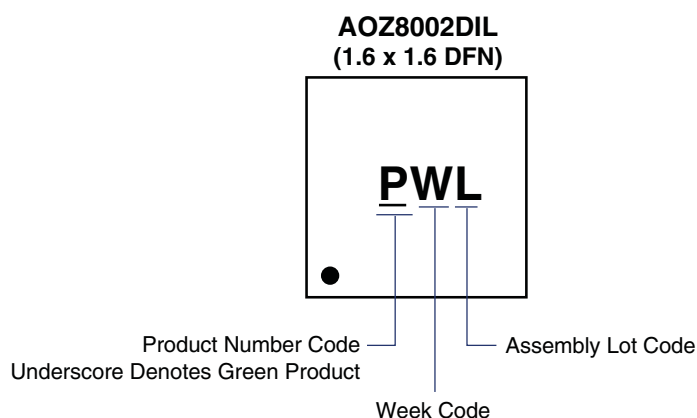 AOZ8002DIL
(1.6 x 1.6 DFN)
PWL
Product Number Code
Underscore Denotes Green Product
Assembly Lot Code
Week Code